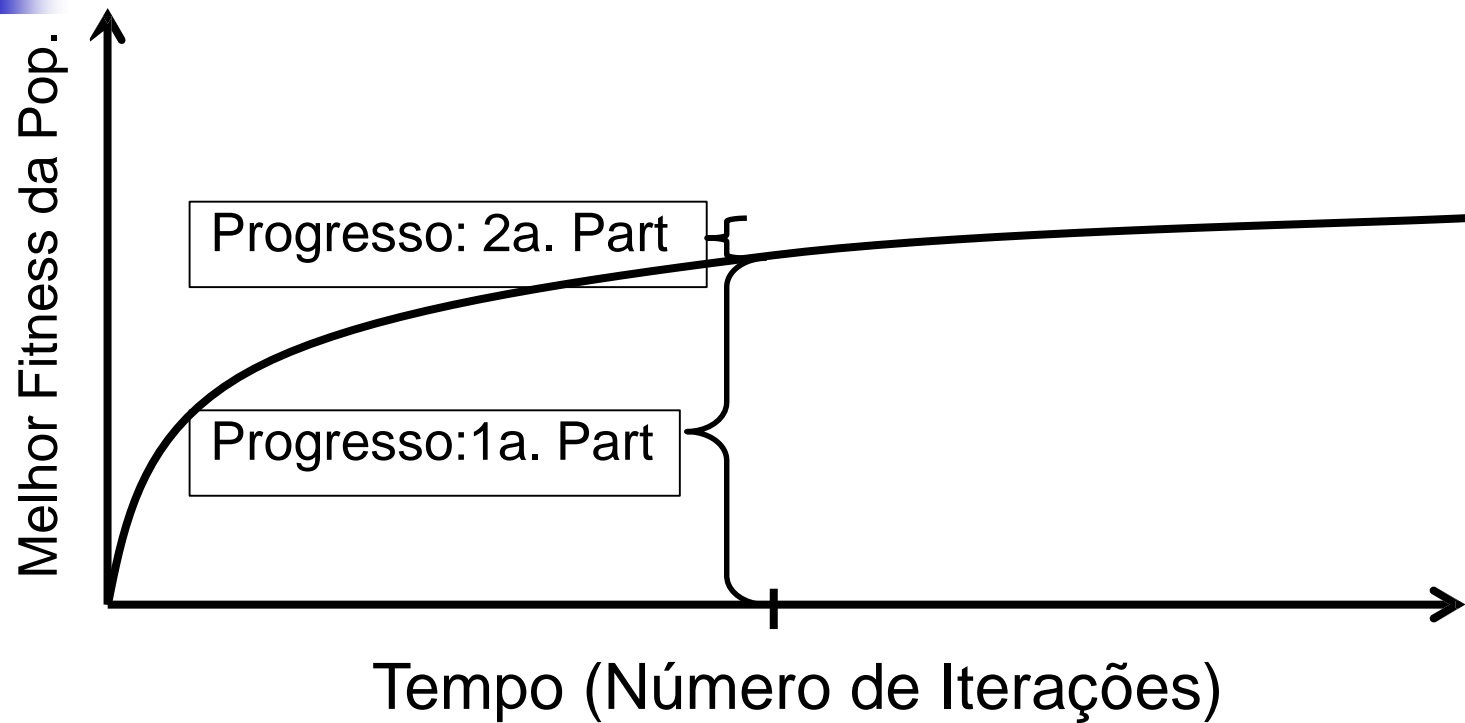 Melhor Fitness da Pop.
Progresso: 2a. Part
Progresso:1a. Part
Tempo (Número de Iterações)